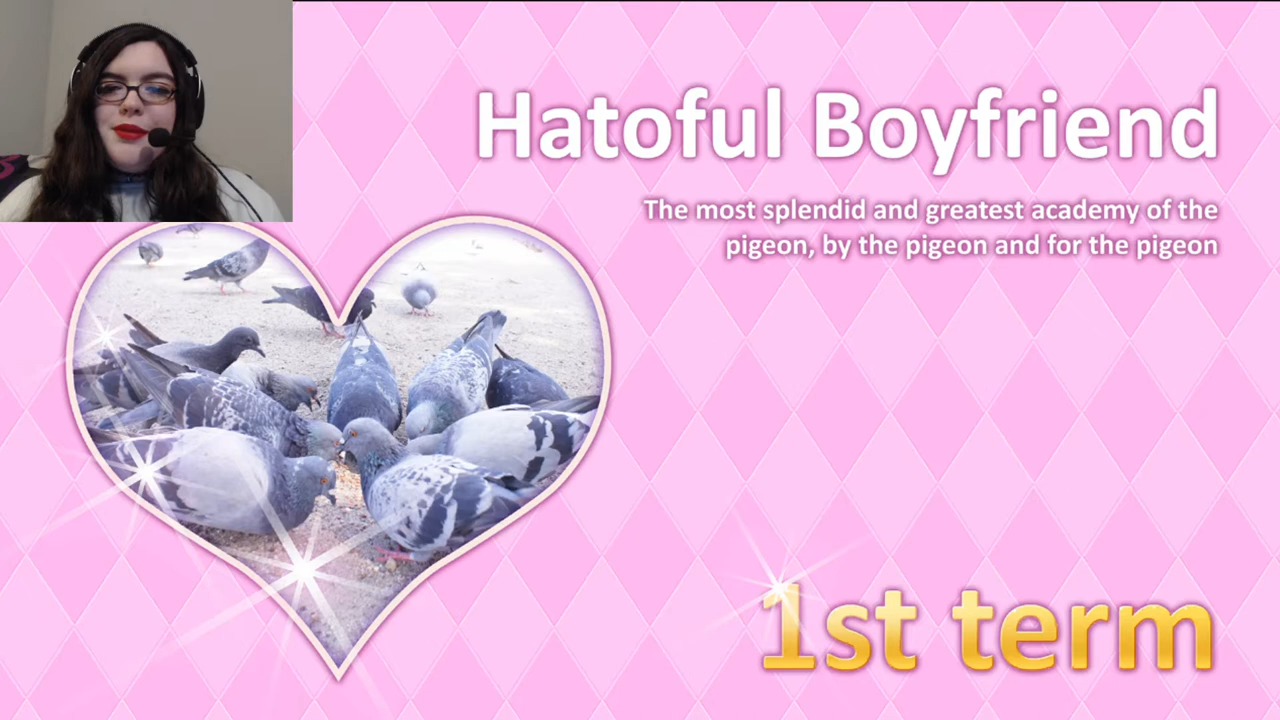 Hatoful Boyfriend
The most splendid and greatest academy of the
pigeon, by the pigeon and for the pigeon
1st term